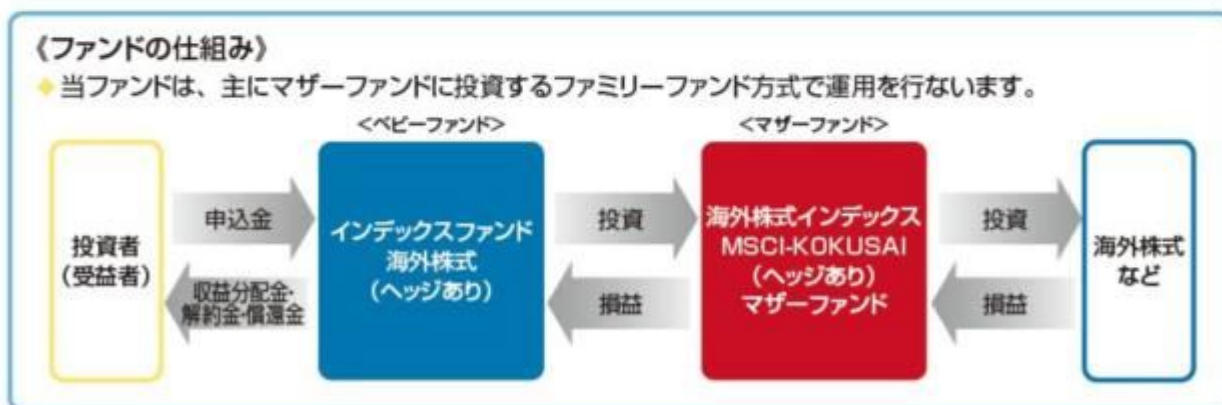 《ファンドの仕組み》
◆当ファンドは、主にマザーファンドに投資するファミリーファンド方式で運用を行ないます。
<ベビーファンド>
<マザーファンド>
投資者
(受益者)
申込金
収益分配金・
解約金・償還金
インデックスファンド
海外株式
(ヘッジあり)
投資
損益
海外株式インデックス
MSCI-KOKUSAI
(ヘッジあり)
マザーファンド
投資
損益
海外株式
など